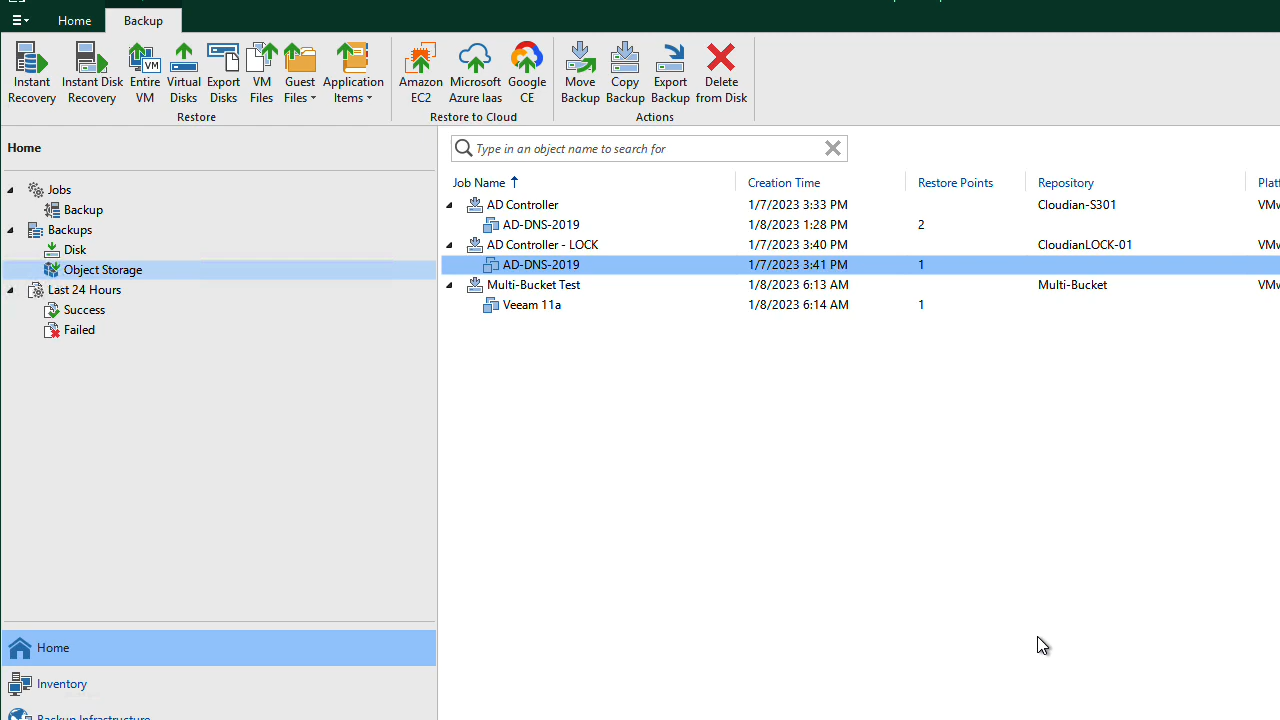 Home Backup
Instant Recovery
Instant Disk Recovery
Entire VM
Virtual Disks
Export Disks
VM Files
Guest Files
Application Items
Amazon EC2
Microsoft Azure Iaas
Google CE
Move Backup
Copy Backup
Export Backup
Delete from Disk
Restore Restore to Cloud Actions
Home
Type in an object name to search for
Jobs
Backup
Backups
Disk
Object Storage
Last 24 Hours
Success
Failed
Job Name Creation Time Restore Points Repository
AD Controller 1/7/2023 3:33 PM Cloudian-S301
AD-DNS-2019 1/8/2023 1:28 PM 2
AD Controller - LOCK 1/7/2023 3:40 PM CloudianLOCK-01
AD-DNS-2019 1/7/2023 3:41 PM 1
Multi-Bucket Test 1/8/2023 6:13 AM Multi-Bucket
Veeam 11a 1/8/2023 6:14 AM 1
Home
Inventory
Backup Infrastructure